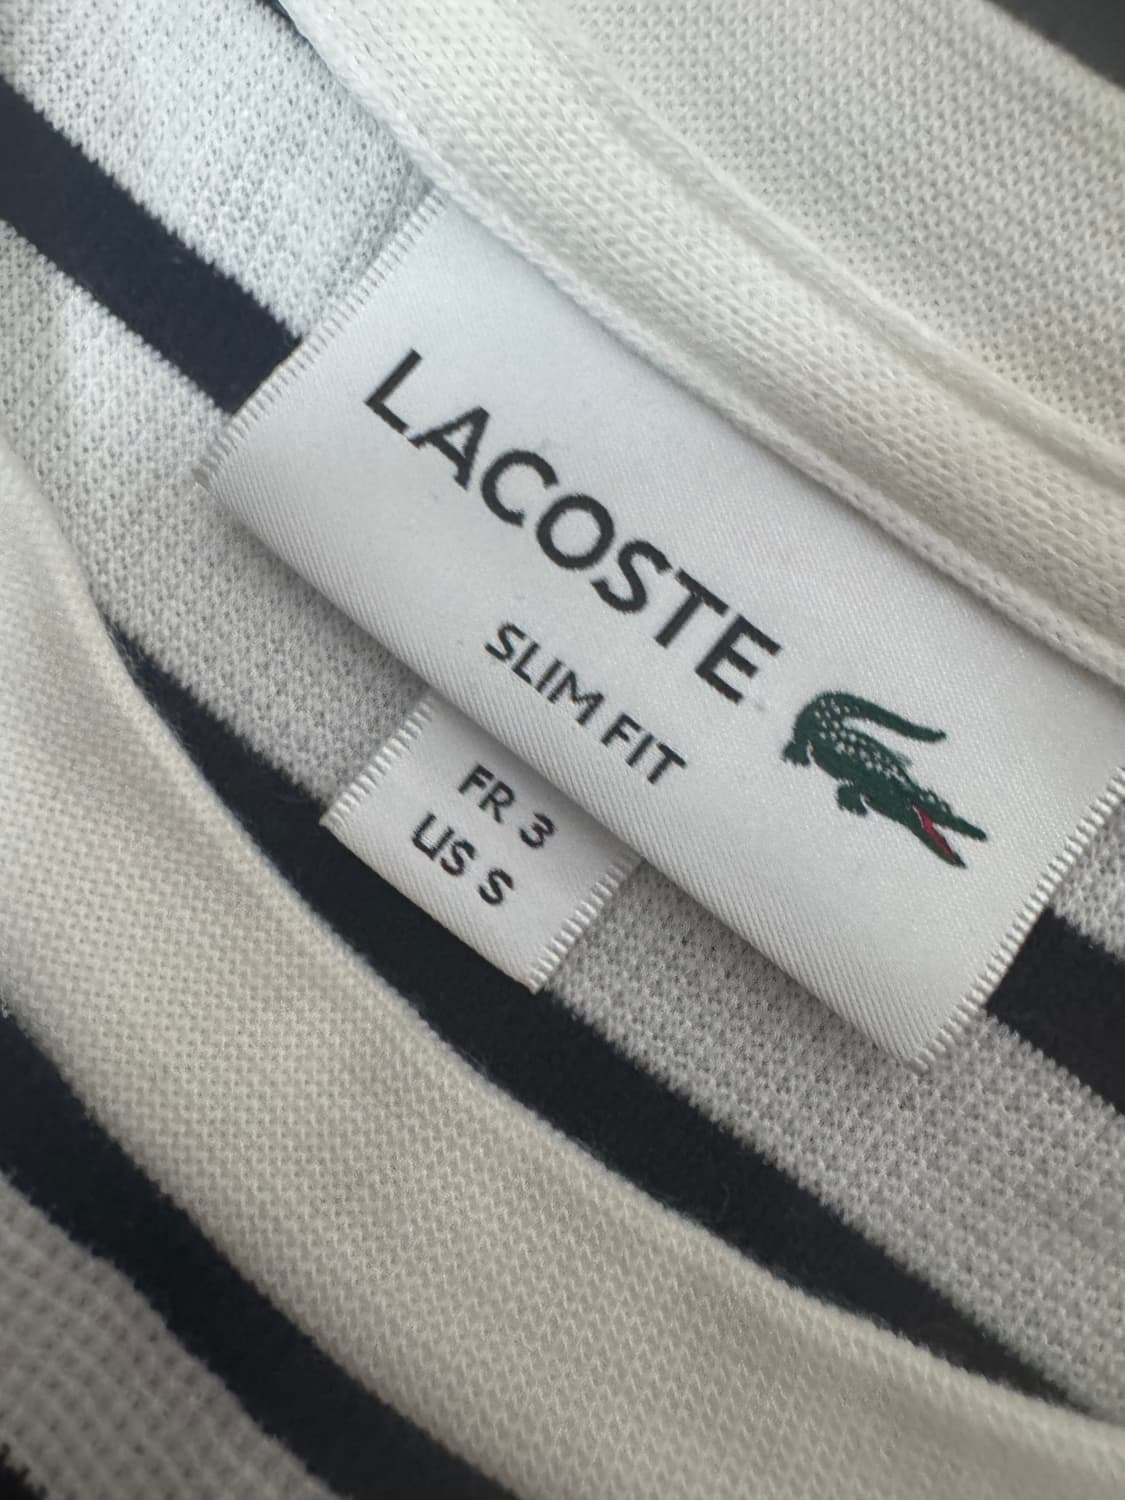 LACOSTE
SLIM FIT
FR 3
US S